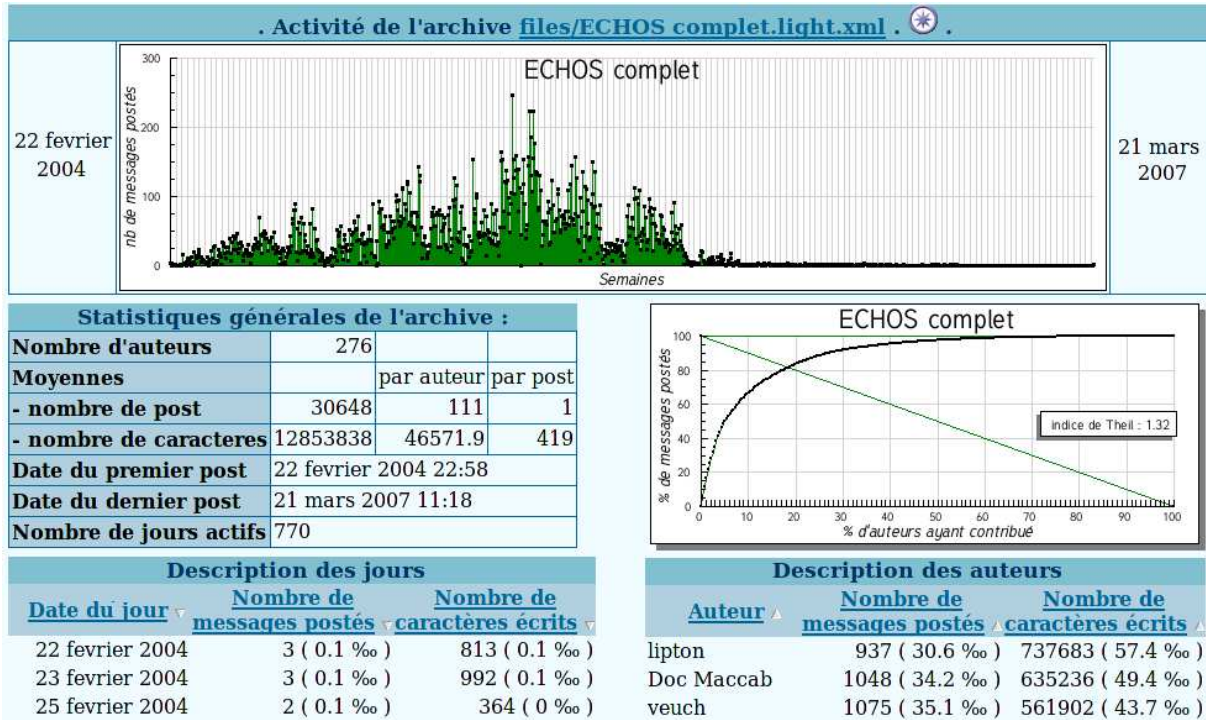 . Activité de l'archive files/ECHOS complet.light.xml . .
22 fevrier
2004
ECHOS complet
nb de messages postés
300
200
100
0
Semaines
21 mars
2007
Statistiques générales de l'archive :
Nombre d'auteurs 276
Moyennes par auteur par post
- nombre de post 30648 111 1
- nombre de caracteres 12853838 46571.9 419
Date du premier post 22 fevrier 2004 22:58
Date du dernier post 21 mars 2007 11:18
Nombre de jours actifs 770
ECHOS complet
% de messages postés
100
80
60
40
20
0
indice de Theil : 1.32
0 10 20 30 40 50 60 70 80 90 100
% d'auteurs ayant contribué
Description des jours
Date du jour Nombre de messages postés Nombre de caractères écrits
22 fevrier 2004 3 ( 0.1 ‰ ) 813 ( 0.1 ‰ )
23 fevrier 2004 3 ( 0.1 ‰ ) 992 ( 0.1 ‰ )
25 fevrier 2004 2 ( 0.1 ‰ ) 364 ( 0 ‰ )
Description des auteurs
Auteur Nombre de messages postés Nombre de caractères écrits
lipton 937 ( 30.6 ‰ ) 737683 ( 57.4 ‰ )
Doc Maccab 1048 ( 34.2 ‰ ) 635236 ( 49.4 ‰ )
veuch 1075 ( 35.1 ‰ ) 561902 ( 43.7 ‰ )